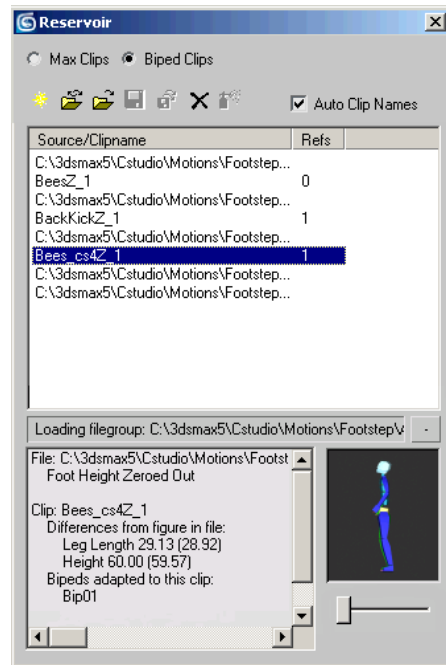 Reservoir
Max Clips Biped Clips
Auto Clip Names
Source/Clipname Refs
C:\3dsmax5\Cstudio\Motions\Footstep...
BeesZ_1 0
C:\3dsmax5\Cstudio\Motions\Footstep...
BackKickZ_1 1
C:\3dsmax5\Cstudio\Motions\Footstep...
Bees_cs4Z_1 1
C:\3dsmax5\Cstudio\Motions\Footstep...
C:\3dsmax5\Cstudio\Motions\Footstep...
Loading filegroup: C:\3dsmax5\Cstudio\Motions\Footstep\
File: C:\3dsmax5\Cstudio\Motions\Footst
Foot Height Zeroed Out
Clip: Bees_cs4Z_1
Differences from figure in file:
Leg Length 29.13 (28.92)
Height 60.00 (59.57)
Bipeds adapted to this clip:
Bip01